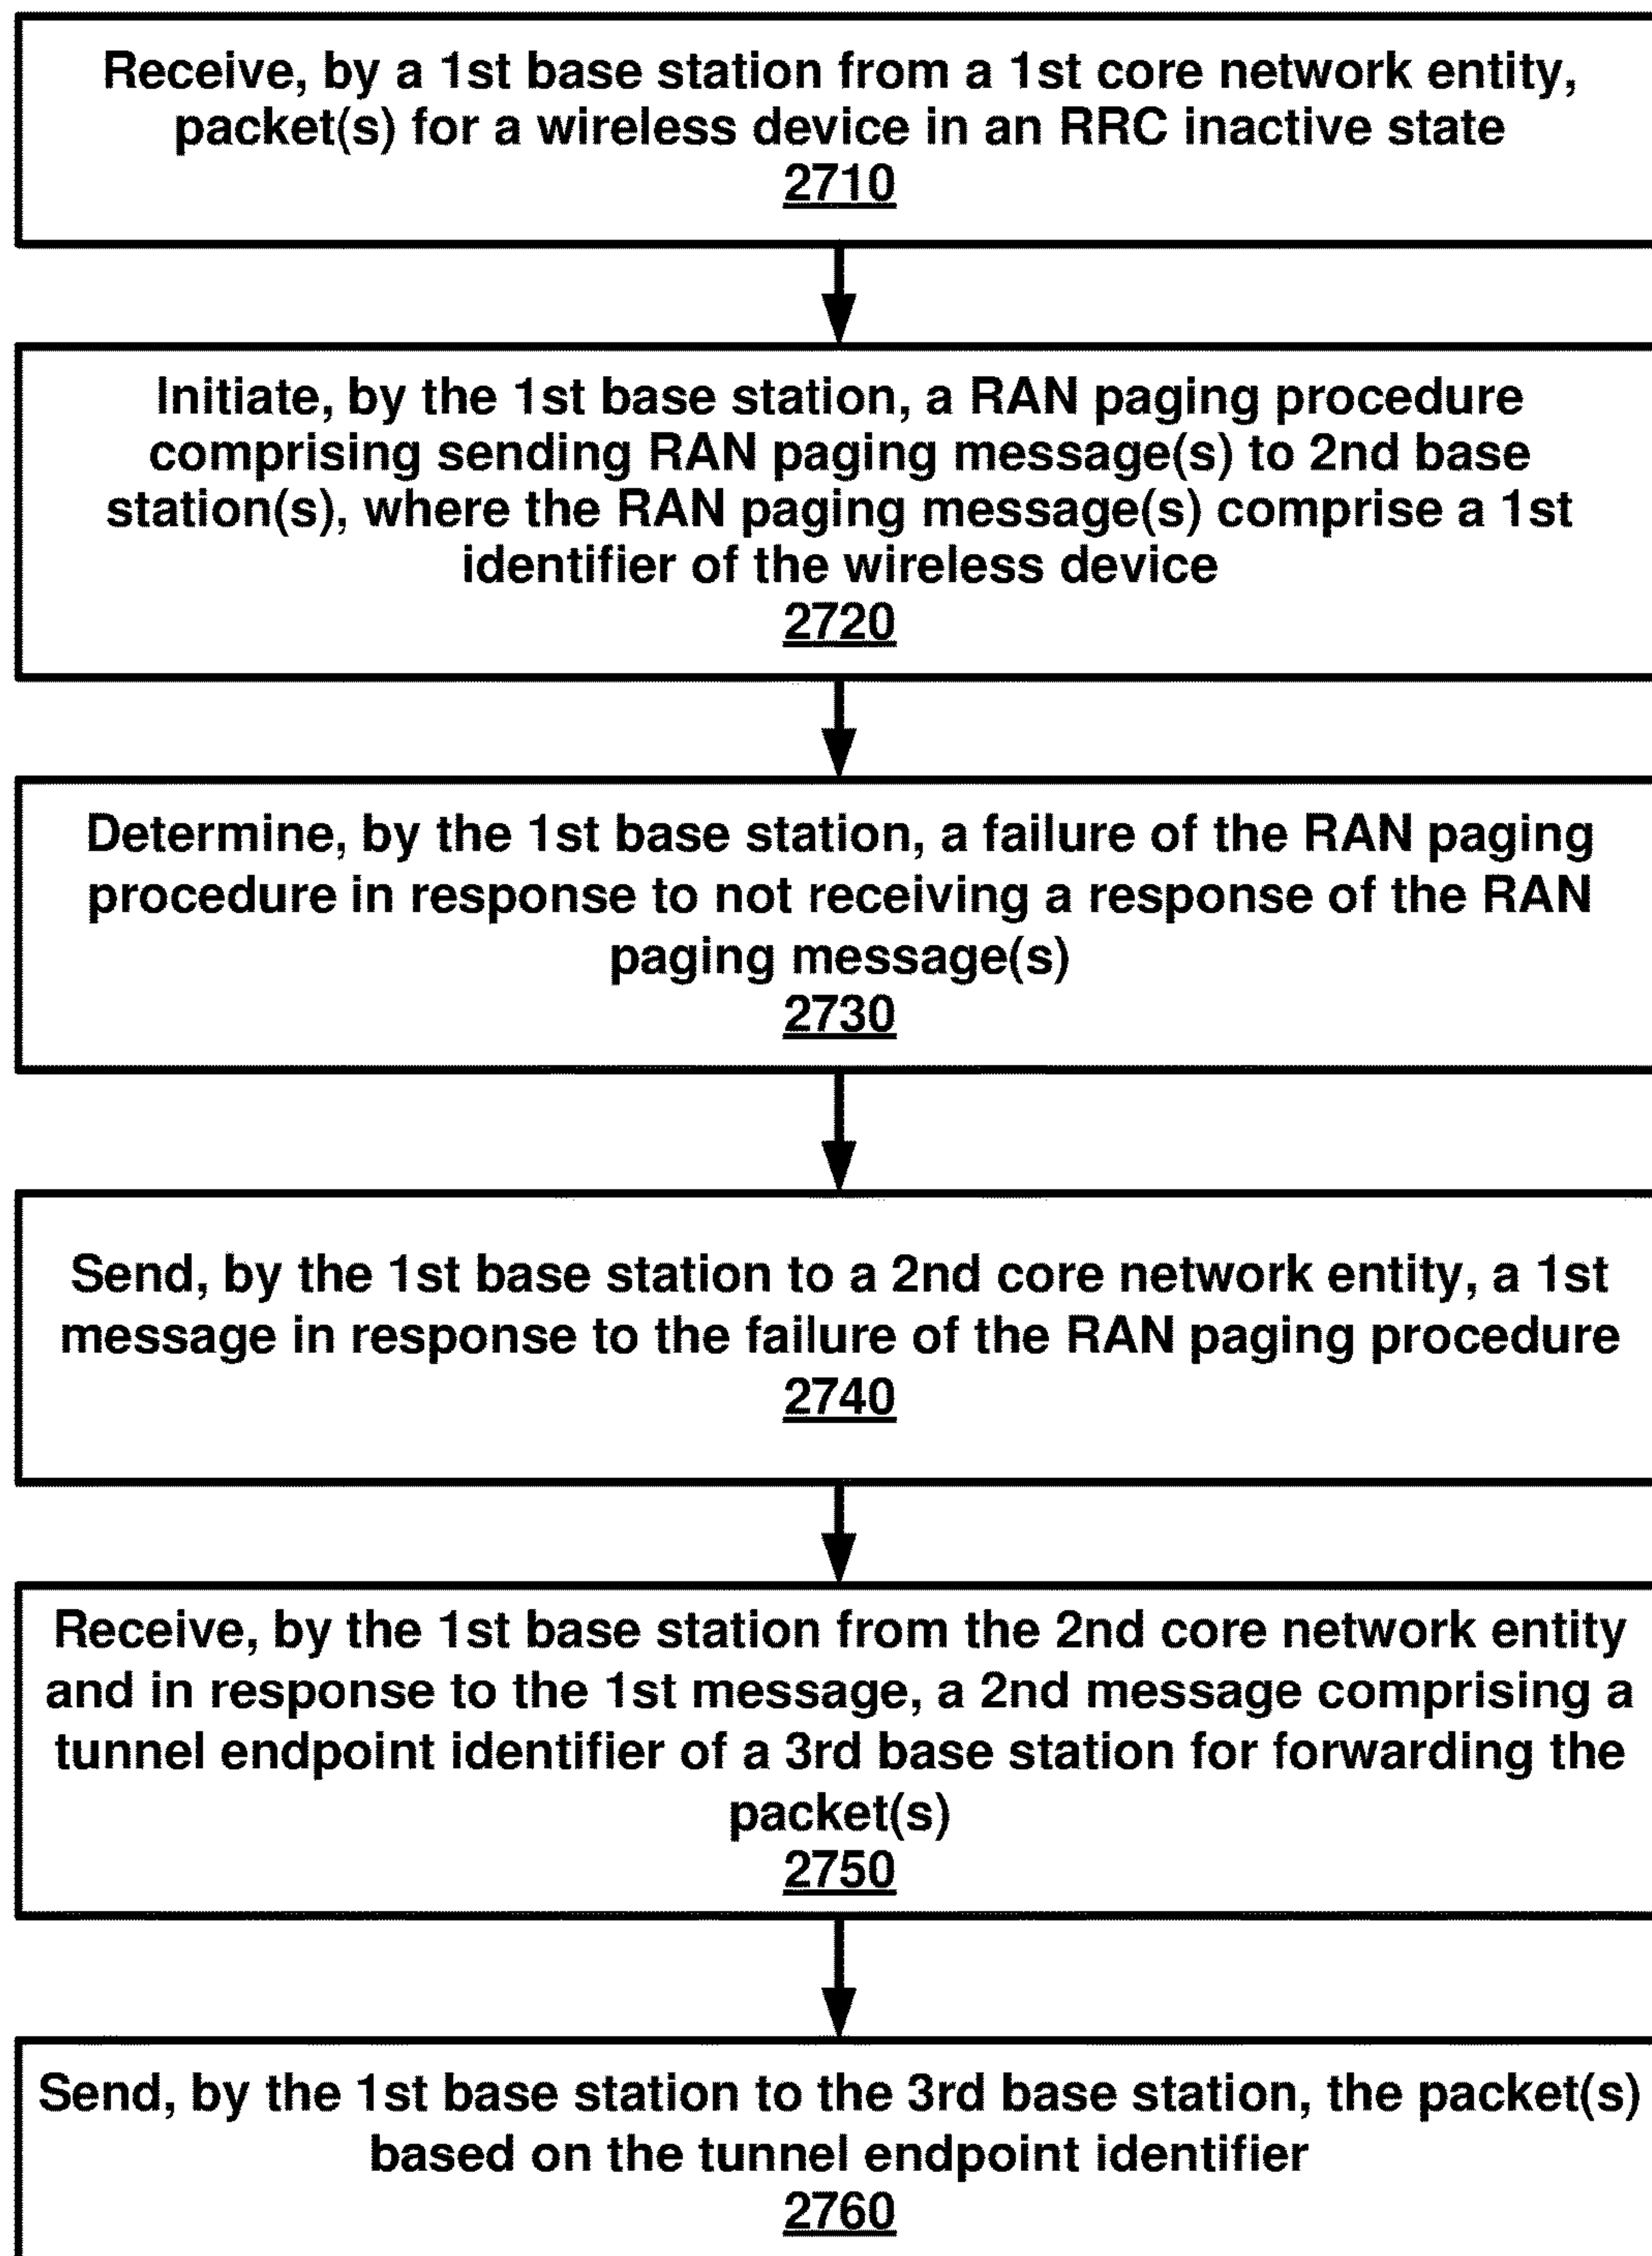 Receive, by a 1st base station from a 1st core network entity,
packet(s) for a wireless device in an RRC inactive state
2710
Initiate, by the 1st base station, a RAN paging procedure
comprising sending RAN paging message(s) to 2nd base
station(s), where the RAN paging message(s) comprise a 1st
identifier of the wireless device
2720
Determine, by the 1st base station, a failure of the RAN paging
procedure in response to not receiving a response of the RAN
paging message(s)
2730
Send, by the 1st base station to a 2nd core network entity, a 1st
message in response to the failure of the RAN paging procedure
2740
Receive, by the 1st base station from the 2nd core network entity
and in response to the 1st message, a 2nd message comprising a
tunnel endpoint identifier of a 3rd base station for forwarding the
packet(s)
2750
Send, by the 1st base station to the 3rd base station, the packet(s)
based on the tunnel endpoint identifier
2760